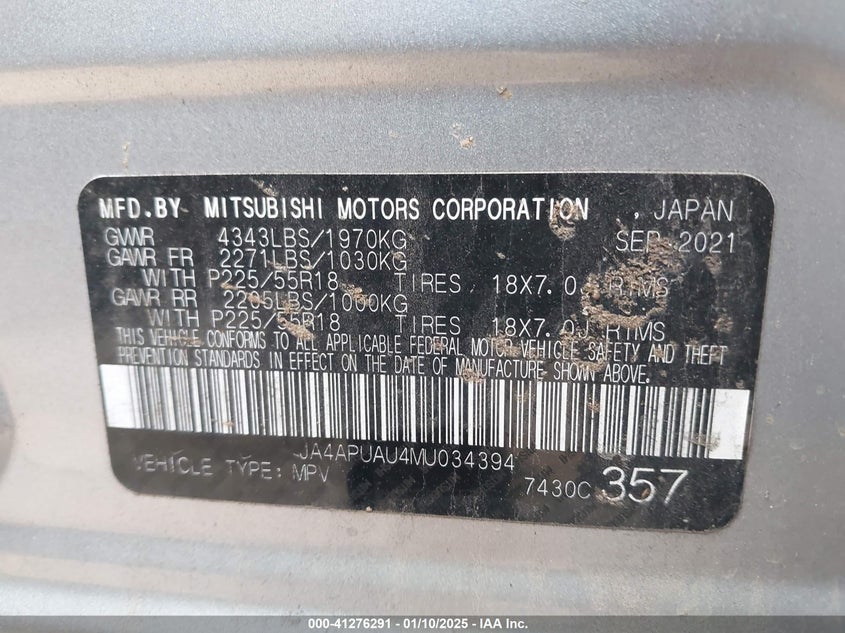 MFD.BY MITSUBISHI MOTORS CORPORATION , JAPAN
GVWR 4343LBS/1970KG SEP 2021
GAWR FR 2271LBS/1030KG
WITH P225/55R18 TIRES, 18X7.0J RIMS
GAWR RR 2205LBS/1000KG
WITH P225/55R18 TIRES 18X7.0J RIMS
THIS VEHICLE CONFORMS TO ALL APPLICABLE FEDERAL MOTOR VEHICLE SAFETY AND THEFT
PREVENTION STANDARDS IN EFFECT ON THE DATE OF MANUFACTURE SHOWN ABOVE.
JA4APUAU4MU034394
VEHICLE TYPE: MPV
7430C 357
000-41276291 - 01/10/2025 - IAA Inc.